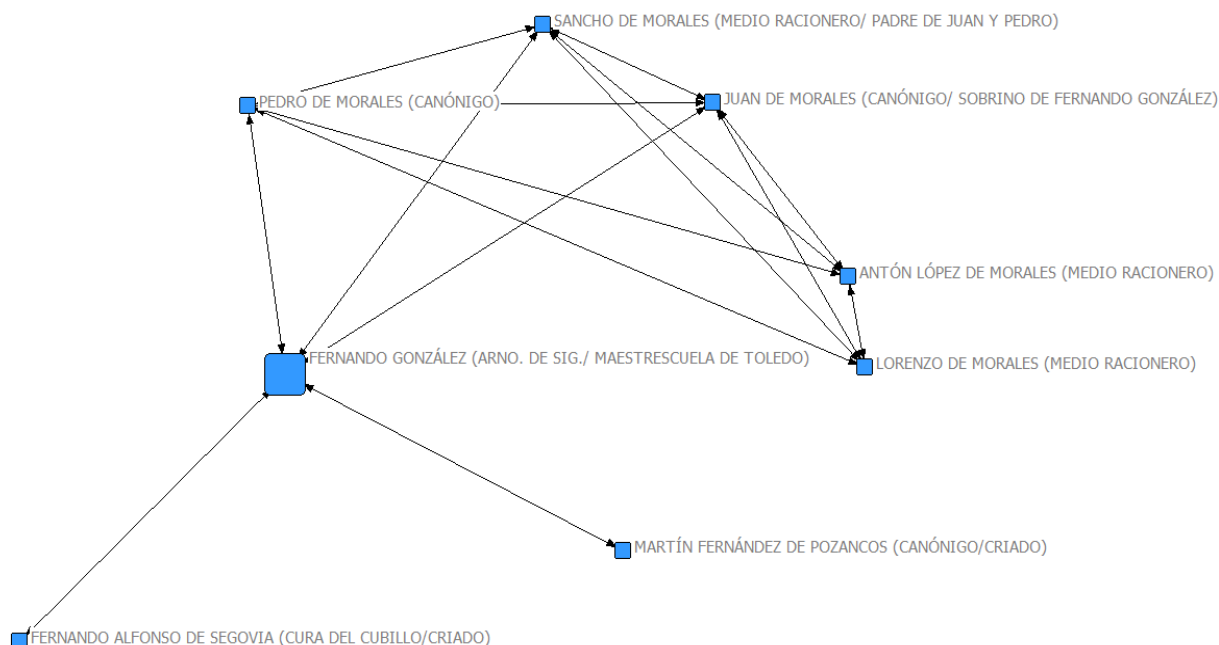 SANCHO DE MORALES (MEDIO RACIONERO/ PADRE DE JUAN Y PEDRO)
PEDRO DE MORALES (CANÓNIGO)
JUAN DE MORALES (CANÓNIGO/ SOBRINO DE FERNANDO GONZÁLEZ)
ANTÓN LÓPEZ DE MORALES (MEDIO RACIONERO)
FERNANDO GONZÁLEZ (ARNO. DE SIG./ MAESTRESCUELA DE TOLEDO)
LORENZO DE MORALES (MEDIO RACIONERO)
MARTÍN FERNÁNDEZ DE POZANCOS (CANÓNIGO/CRIADO)
FERNANDO ALFONSO DE SEGOVIA (CURA DEL CUBILLO/CRIADO)